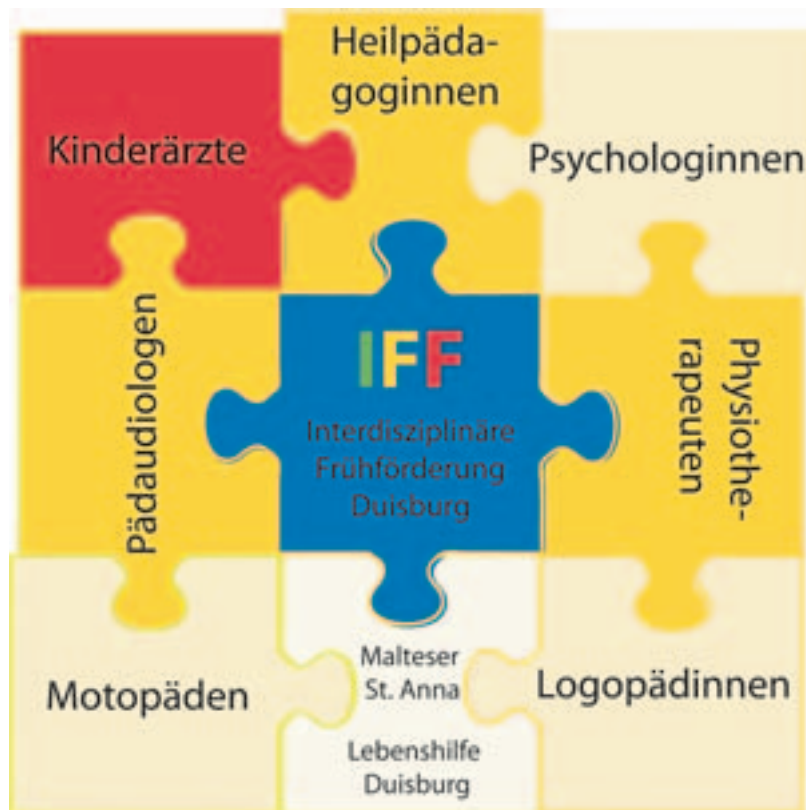 Heilpäda-
goginnen
Kinderärzte
Psychologinnen
Pädaudiologen
IFF
Interdisziplinäre
Frühförderung
Duisburg
Physiothe-
rapeuten
Motopäden
Malteser
St. Anna
Lebenshilfe
Duisburg
Logopädinnen